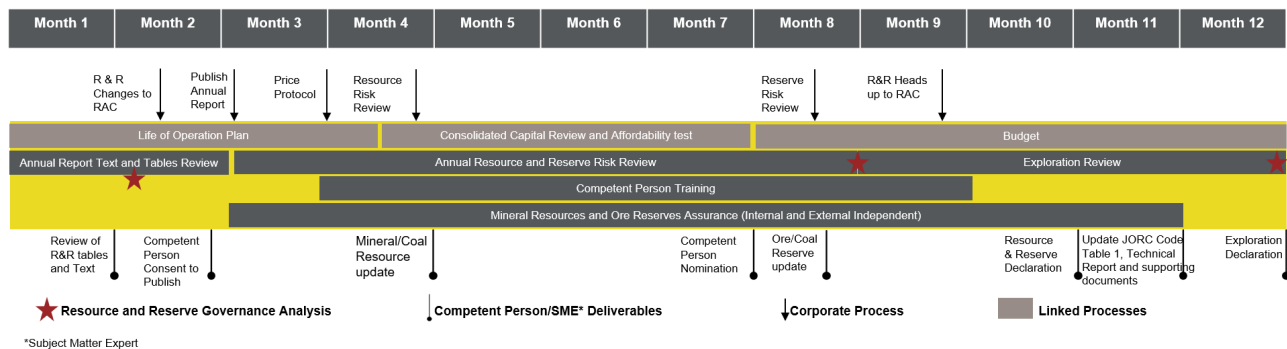 Month 1 Month 2 Month 3 Month 4 Month 5 Month 6 Month 7 Month 8 Month 9 Month 10 Month 11 Month 12
R & R
Changes to
RAC
Publish
Annual
Report
Price
Protocol
Resource
Risk
Review
Reserve
Risk
Review
R&R Heads
up to RAC
Life of Operation Plan
Consolidated Capital Review and Affordability test
Budget
Annual Report Text and Tables Review
Annual Resource and Reserve Risk Review
Exploration Review
Competent Person Training
Mineral Resources and Ore Reserves Assurance (Internal and External Independent)
Review of
R&R tables
and Text
Competent
Person
Consent to
Publish
Mineral/Coal
Resource
update
Competent
Person
Nomination
Ore/Coal
Reserve
update
Resource
& Reserve
Declaration
Update JORC Code
Table 1, Technical
Report and supporting
documents
Exploration
Declaration
Resource and Reserve Governance Analysis
Competent Person/SME* Deliverables
Corporate Process
Linked Processes
*Subject Matter Expert